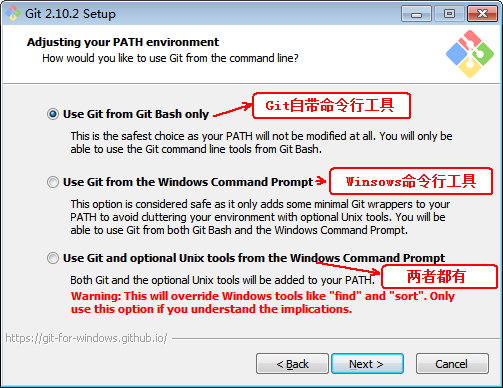 Git 2.10.2 Setup
Adjusting your PATH environment
How would you like to use Git from the command line?
Use Git from Git Bash only
Git自带命令行工具
This is the safest choice as your PATH will not be modified at all. You will only be
able to use the Git command line tools from Git Bash.
Use Git from the Windows Command Prompt
Winsows命令行工具
This option is considered safe as it only adds some minimal Git wrappers to your
PATH to avoid cluttering your environment with optional Unix tools. You will be
able to use Git from both Git Bash and the Windows Command Prompt.
Use Git and optional Unix tools from the Windows Command Prompt
两者都有
Both Git and the optional Unix tools will be added to your PATH.
Warning: This will override Windows tools like "find" and "sort". Only
use this option if you understand the implications.
https://git-for-windows.github.io/
< Back
Next >
Cancel